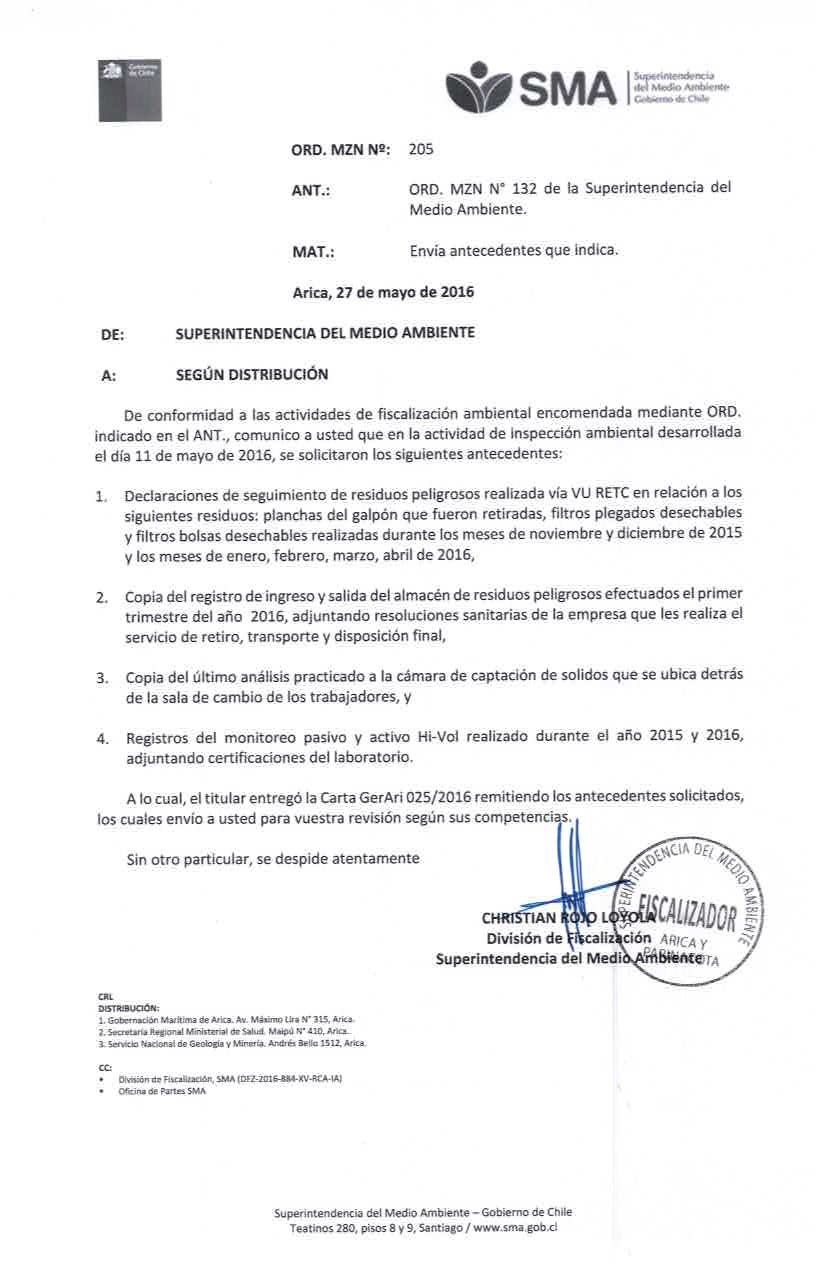 Gobierno
de Chile
SMA
Superintendencia
del Medio Ambiente
Gobierno de Chile
ORD. MZN Nº: 205
ANT.: ORD. MZN N° 132 de la Superintendencia del
Medio Ambiente.
MAT.: Envía antecedentes que indica.
Arica, 27 de mayo de 2016
DE: SUPERINTENDENCIA DEL MEDIO AMBIENTE
A: SEGÚN DISTRIBUCIÓN
De conformidad a las actividades de fiscalización ambiental encomendada mediante ORD.
indicado en el ANT., comunico a usted que en la actividad de inspección ambiental desarrollada
el día 11 de mayo de 2016, se solicitaron los siguientes antecedentes:
1. Declaraciones de seguimiento de residuos peligrosos realizada vía VU RETC en relación a los
siguientes residuos: planchas del galpón que fueron retiradas, filtros plegados desechables
y filtros bolsas desechables realizadas durante los meses de noviembre y diciembre de 2015
y los meses de enero, febrero, marzo, abril de 2016,
2. Copia del registro de ingreso y salida del almacén de residuos peligrosos efectuados el primer
trimestre del año 2016, adjuntando resoluciones sanitarias de la empresa que les realiza el
servicio de retiro, transporte y disposición final,
3. Copia del último análisis practicado a la cámara de captación de solidos que se ubica detrás
de la sala de cambio de los trabajadores, y
4. Registros del monitoreo pasivo y activo Hi-Vol realizado durante el año 2015 y 2016,
adjuntando certificaciones del laboratorio.
A lo cual, el titular entregó la Carta GerAri 025/2016 remitiendo los antecedentes solicitados,
los cuales envío a usted para vuestra revisión según sus competencias.
Sin otro particular, se despide atentamente
CHRISTIAN ROJO LOYOLA
División de Fiscalización
Superintendencia del Medio Ambiente
SUPERINTENDENCIA DEL MEDIO AMBIENTE
FISCALIZADOR
ARICA Y
PARINACOTA
CRL
DISTRIBUCIÓN:
1. Gobernación Marítima de Arica. Av. Máximo Lira N° 315, Arica.
2. Secretaría Regional Ministerial de Salud. Maipú N° 410, Arica.
3. Servicio Nacional de Geología y Minería. Andrés Bello 1512, Arica.
CC:
• División de Fiscalización, SMA (DFZ-2016-884-XV-RCA-IA)
• Oficina de Partes SMA
Superintendencia del Medio Ambiente – Gobierno de Chile
Teatinos 280, pisos 8 y 9, Santiago / www.sma.gob.cl